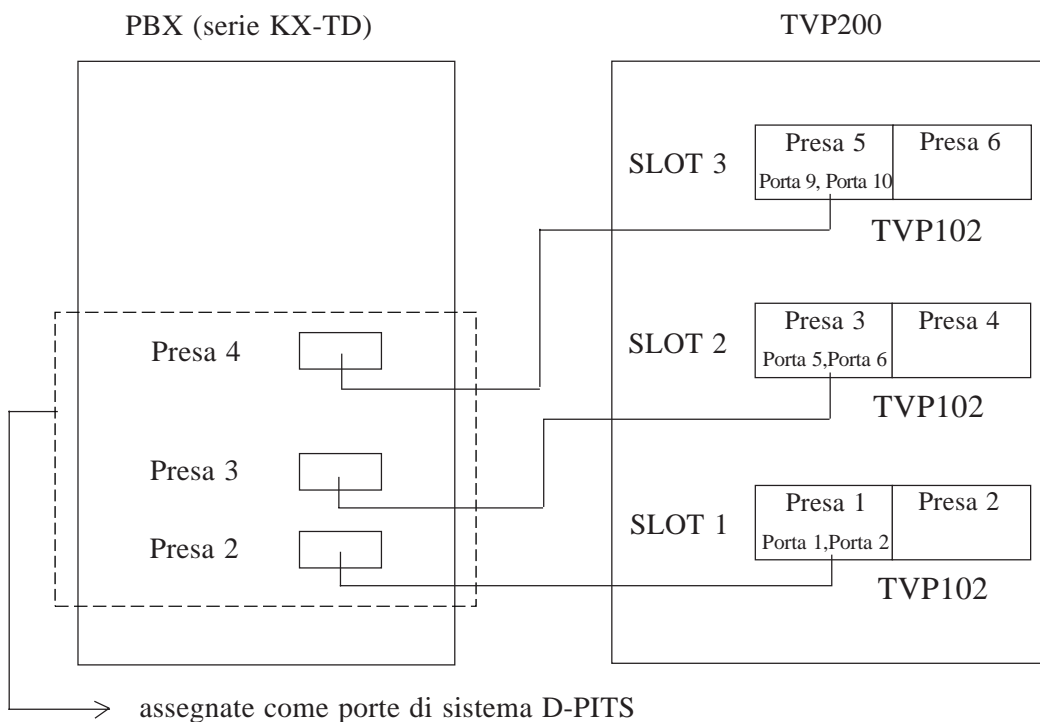 PBX (serie KX-TD)
TVP200
SLOT 3
Presa 5
Presa 6
Porta 9, Porta 10
TVP102
Presa 4
SLOT 2
Presa 3
Presa 4
Porta 5,Porta 6
TVP102
Presa 3
Presa 2
SLOT 1
Presa 1
Presa 2
Porta 1,Porta 2
TVP102
assegnate come porte di sistema D-PITS